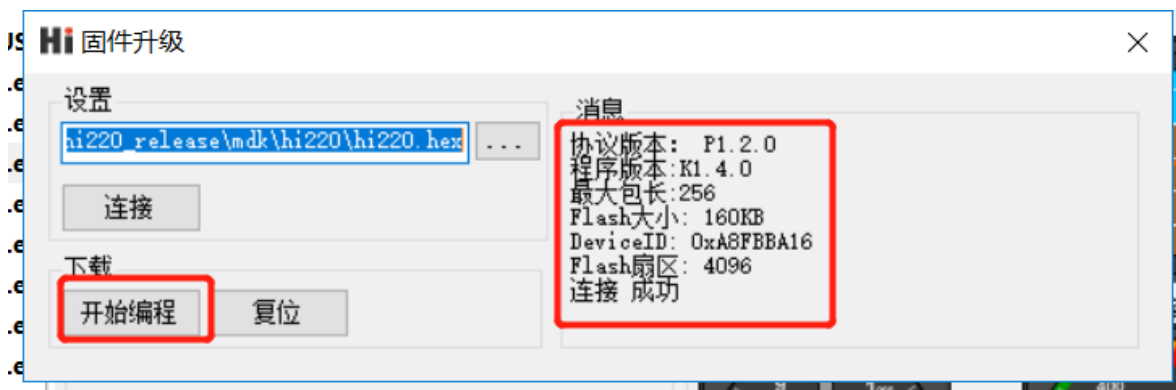 Hi 固件升级
设置
hi220_release\mdk\hi220\hi220.hex
...
连接
下载
开始编程
复位
消息
协议版本: P1.2.0
程序版本:K1.4.0
最大包长:256
Flash大小: 160KB
DeviceID: 0xA8FBBA16
Flash扇区: 4096
连接 成功